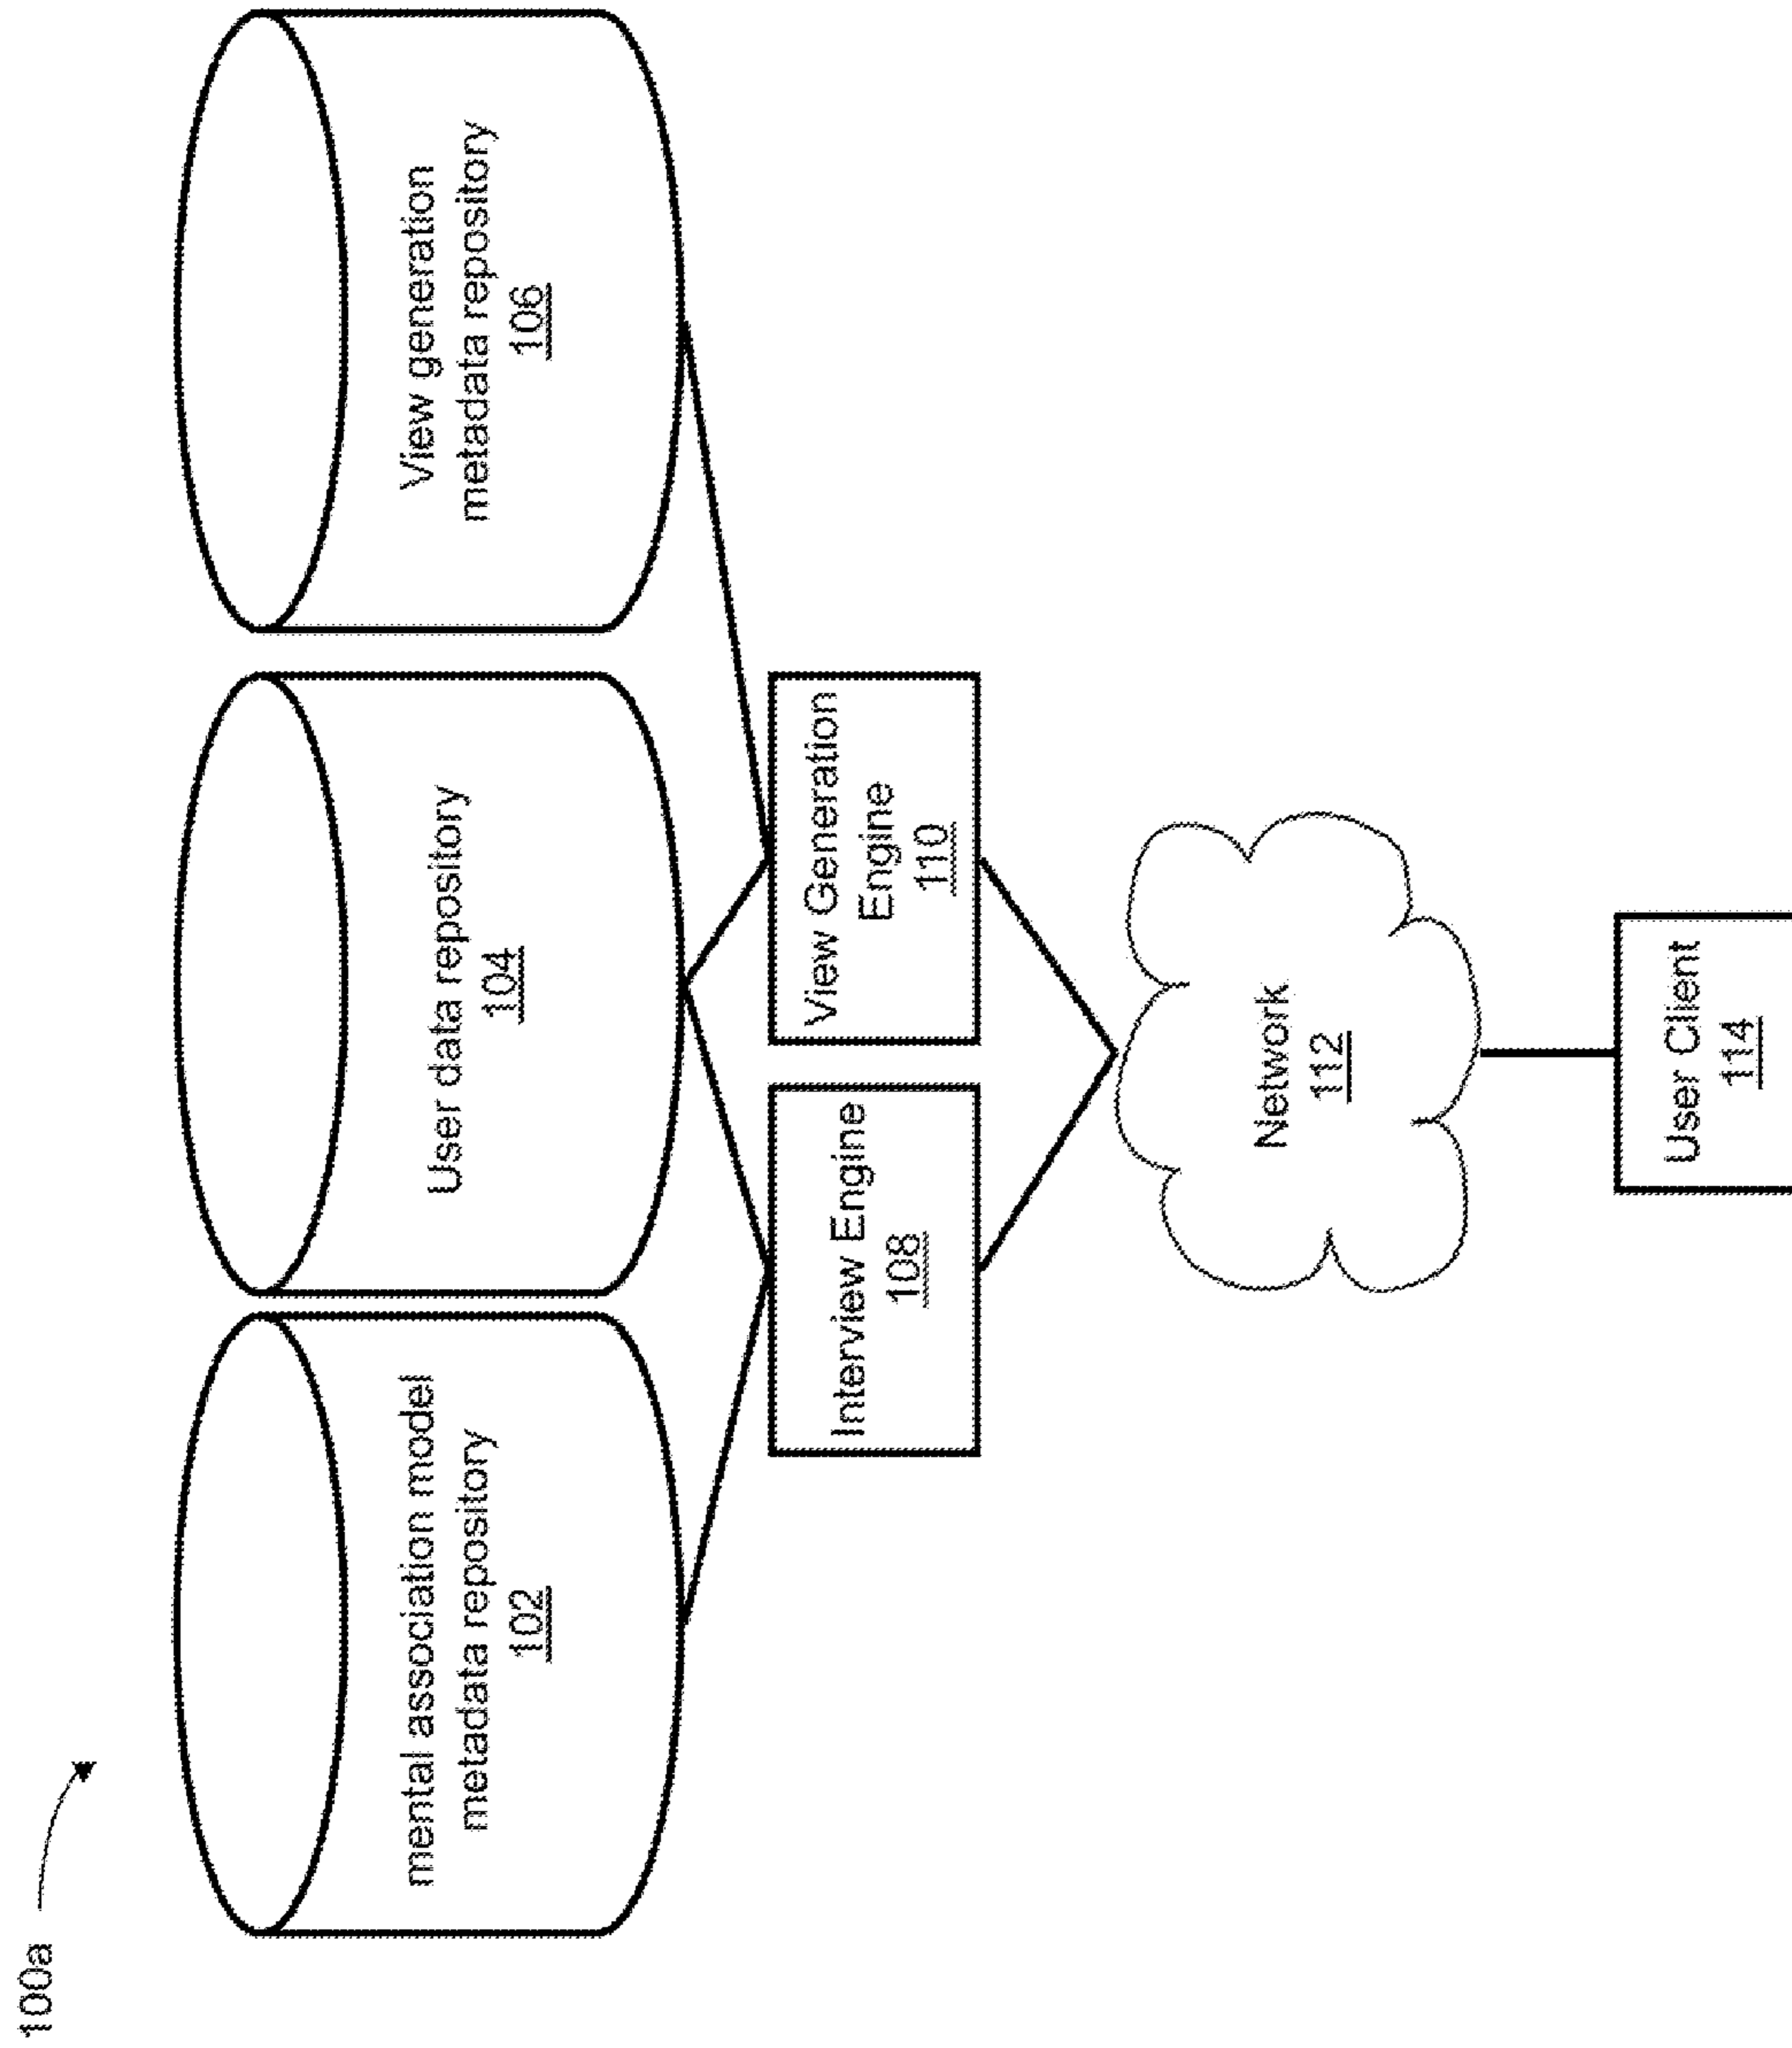 100a
mental association model
metadata repository
102
User data repository
104
View generation
metadata repository
106
Interview Engine
108
View Generation
Engine
110
Network
112
User Client
114